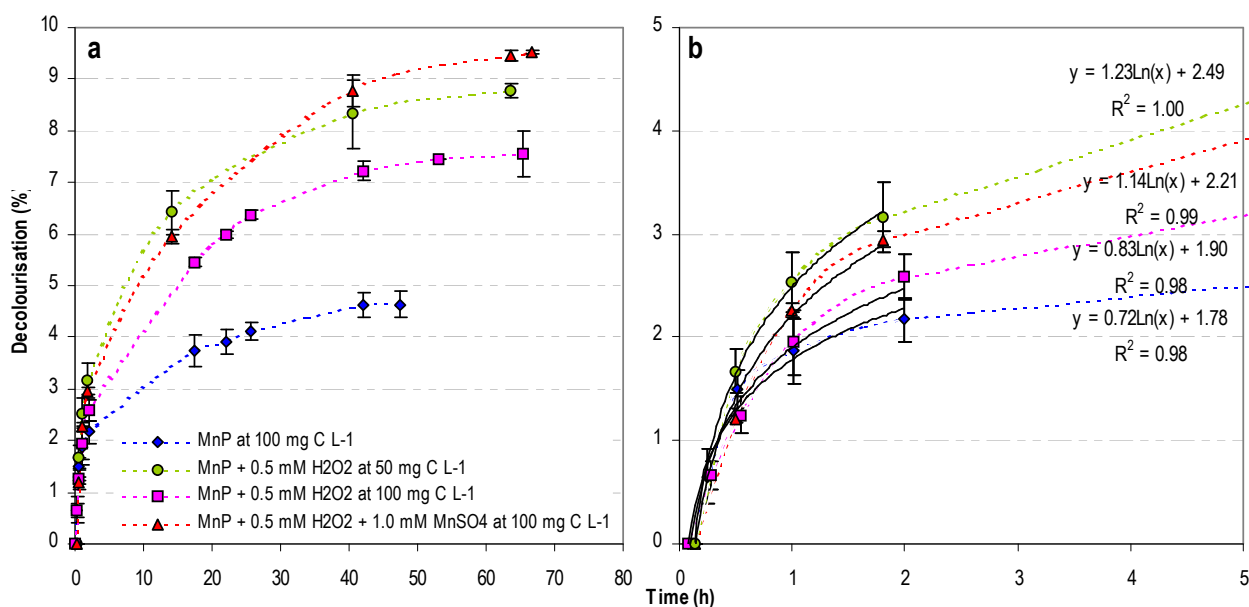 a
b
10
9
8
7
6
5
4
3
2
1
0
Decolourisation (%)
MnP at 100 mg C L-1
MnP + 0.5 mM H2O2 at 50 mg C L-1
MnP + 0.5 mM H2O2 at 100 mg C L-1
MnP + 0.5 mM H2O2 + 1.0 mM MnSO4 at 100 mg C L-1
0 10 20 30 40 50 60 70 80
5
4
3
2
1
0
y = 1.23Ln(x) + 2.49
R² = 1.00
y = 1.14Ln(x) + 2.21
R² = 0.99
y = 0.83Ln(x) + 1.90
R² = 0.98
y = 0.72Ln(x) + 1.78
R² = 0.98
0 1 2 3 4 5
Time (h)